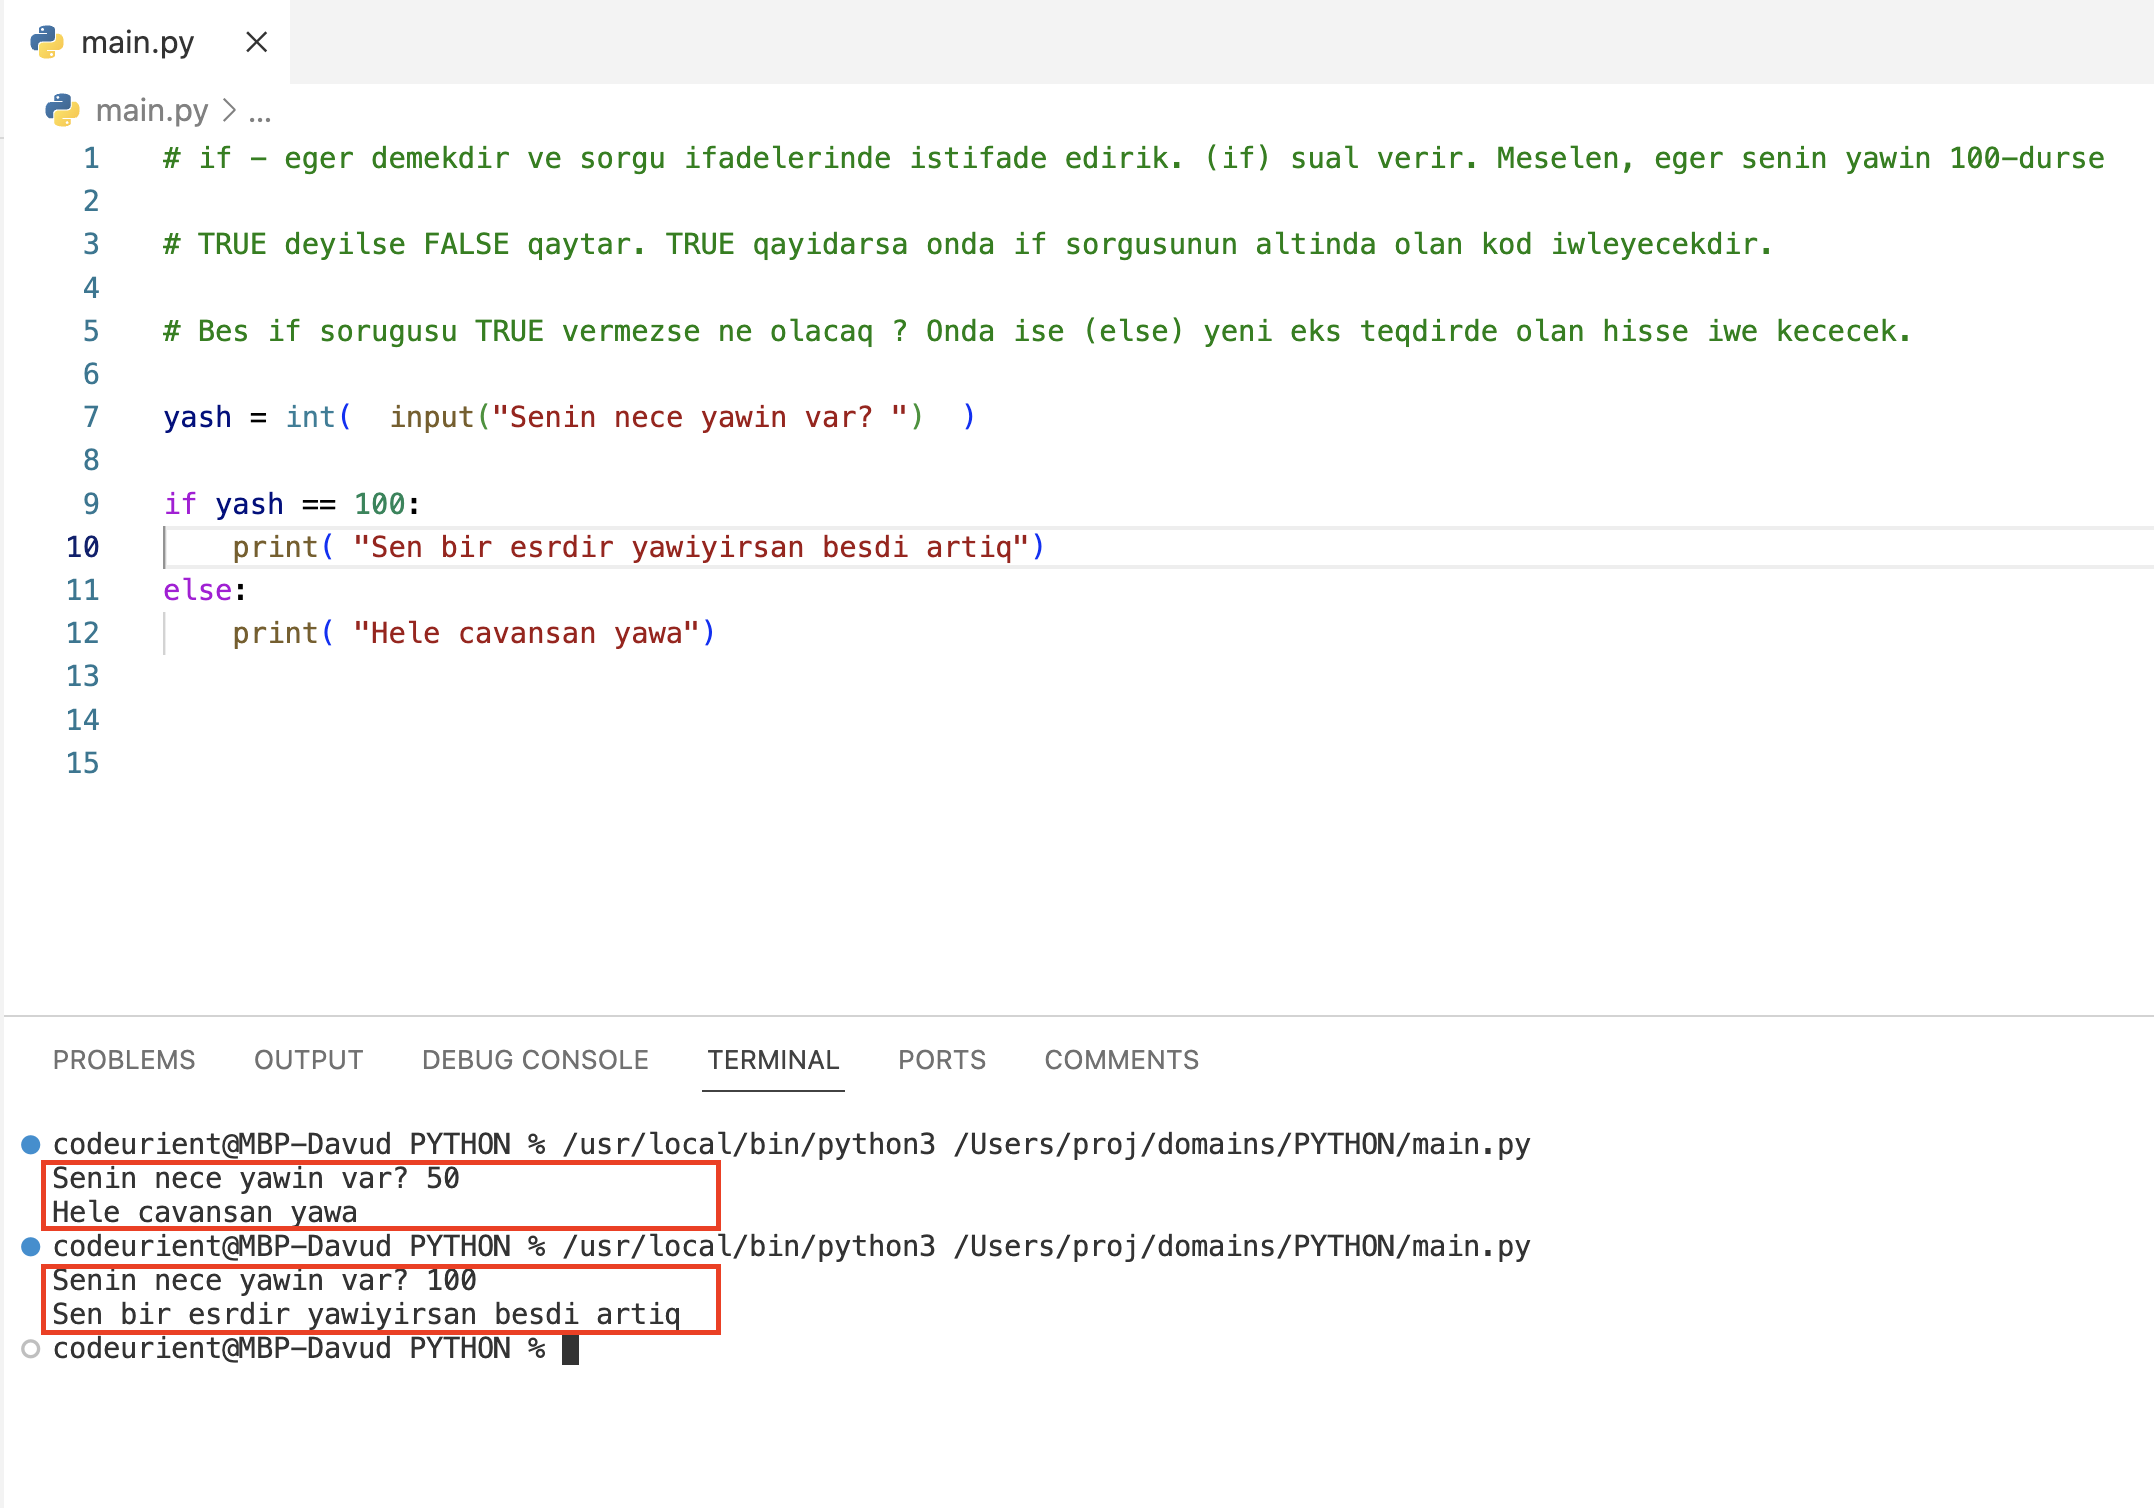 main.py
main.py > ...
1 # if - eger demekdir ve sorgu ifadelerinde istifade edirik. (if) sual verir. Meselen, eger senin yawin 100-durse
2
3 # TRUE deyilse FALSE qaytar. TRUE qayidarsa onda if sorgusunun altinda olan kod iwleyecekdir.
4
5 # Bes if sorugusu TRUE vermezse ne olacaq ? Onda ise (else) yeni eks teqdirde olan hisse iwe kececek.
6
7 yash = int(  input("Senin nece yawin var? ")  )
8
9 if yash == 100:
10     print( "Sen bir esrdir yawiyirsan besdi artiq")
11 else:
12     print( "Hele cavansan yawa")
13
14
15
PROBLEMS OUTPUT DEBUG CONSOLE TERMINAL PORTS COMMENTS
codeurient@MBP-Davud PYTHON % /usr/local/bin/python3 /Users/proj/domains/PYTHON/main.py
Senin nece yawin var? 50
Hele cavansan yawa
codeurient@MBP-Davud PYTHON % /usr/local/bin/python3 /Users/proj/domains/PYTHON/main.py
Senin nece yawin var? 100
Sen bir esrdir yawiyirsan besdi artiq
codeurient@MBP-Davud PYTHON %